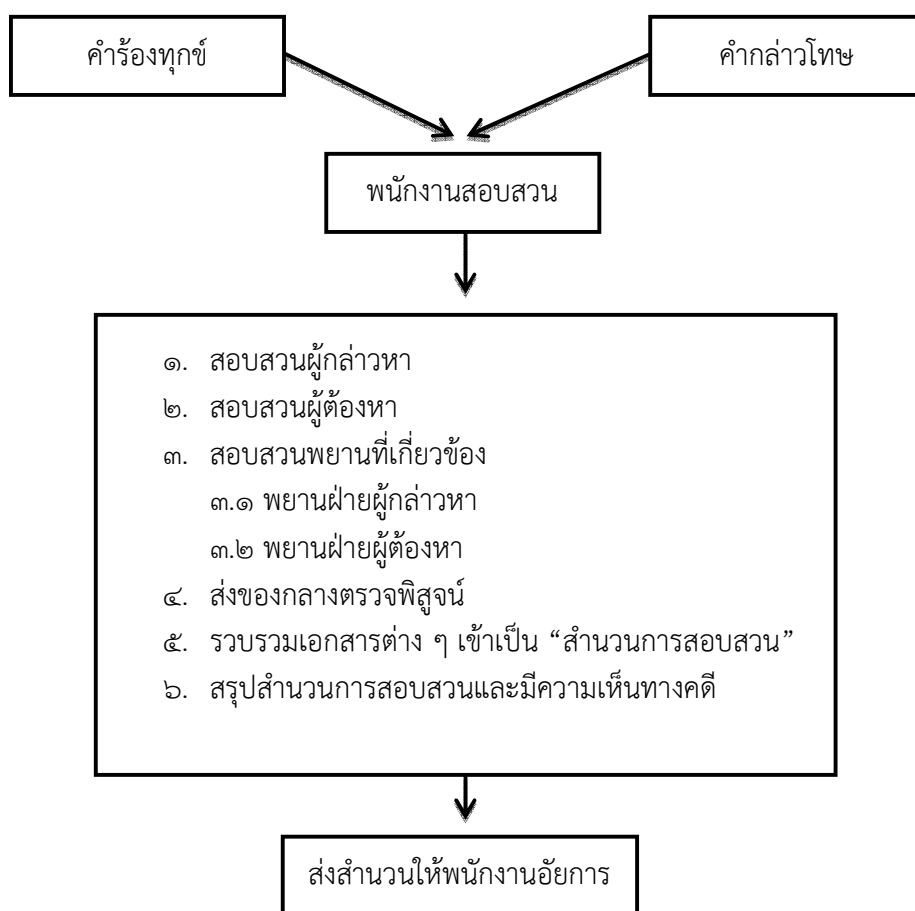 คำร้องทุกข์
คำกล่าวโทษ
พนักงานสอบสวน
๑. สอบสวนผู้กล่าวหา
๒. สอบสวนผู้ต้องหา
๓. สอบสวนพยานที่เกี่ยวข้อง
๓.๑ พยานฝ่ายผู้กล่าวหา
๓.๒ พยานฝ่ายผู้ต้องหา
๔. ส่งของกลางตรวจพิสูจน์
๕. รวบรวมเอกสารต่าง ๆ เข้าเป็น “สำนวนการสอบสวน”
๖. สรุปสำนวนการสอบสวนและมีความเห็นทางคดี
ส่งสำนวนให้พนักงานอัยการ